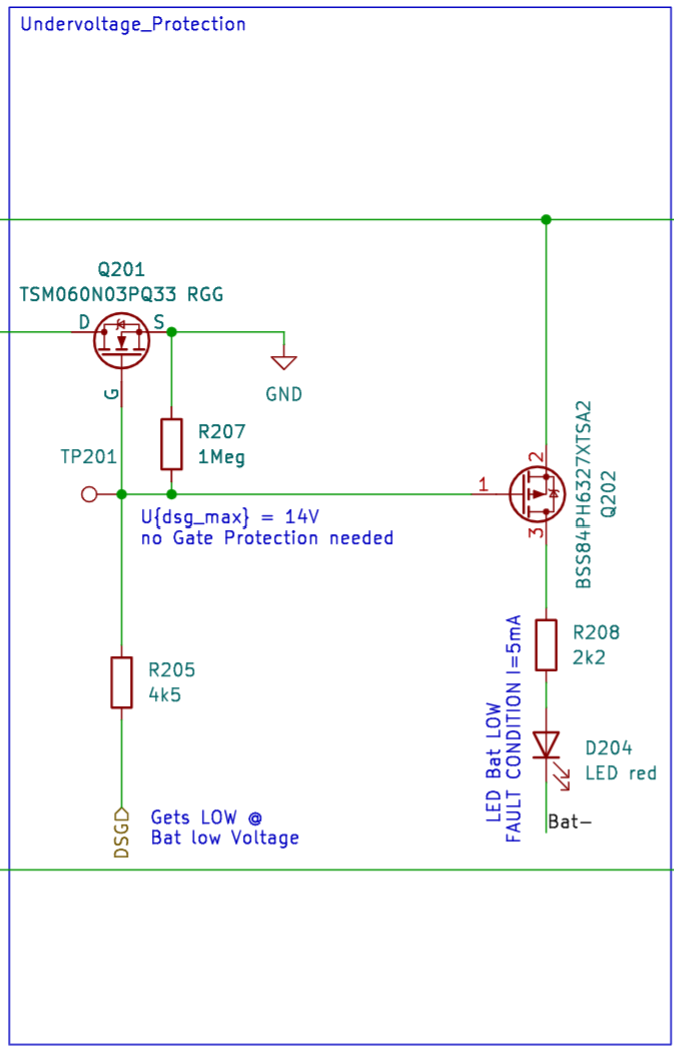 Undervoltage_Protection
Q201
TSM060N03PQ33 RGG
D
S
G
GND
R207
1Meg
TP201
U{dsg_max} = 14V
no Gate Protection needed
1
2
3
BSS84PH6327XTSA2
Q202
R205
4k5
R208
2k2
LED Bat LOW
FAULT CONDITION I=5mA
D204
LED red
Bat-
DSG
Gets LOW @
Bat low Voltage